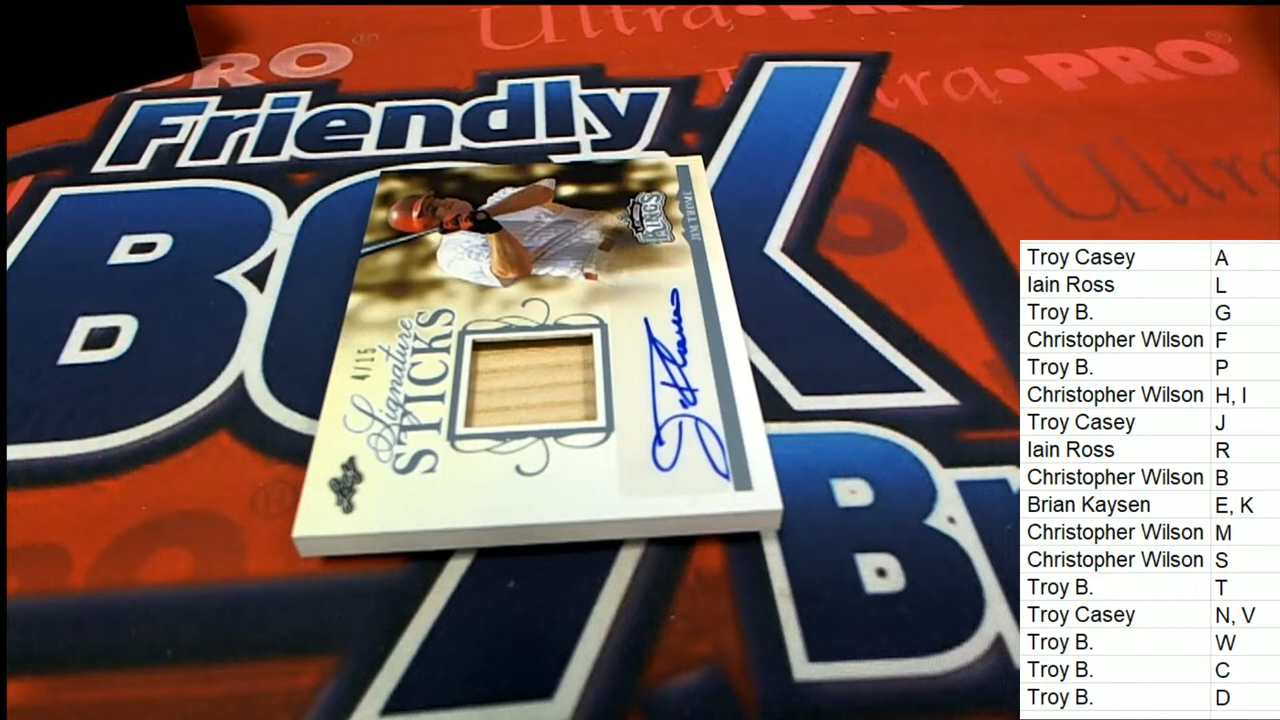 Ultra•PRO
PRO®
Ultra•PRO®
Friendly
BOX
Ultra
JIM THOME
KINGS
4/15
Signature
STICKS
Leaf
Troy Casey A
Iain Ross L
Troy B. G
Christopher Wilson F
Troy B. P
Christopher Wilson H, I
Troy Casey J
Iain Ross R
Christopher Wilson B
Brian Kaysen E, K
Christopher Wilson M
Christopher Wilson S
Troy B. T
Troy Casey N, V
Troy B. W
Troy B. C
Troy B. D